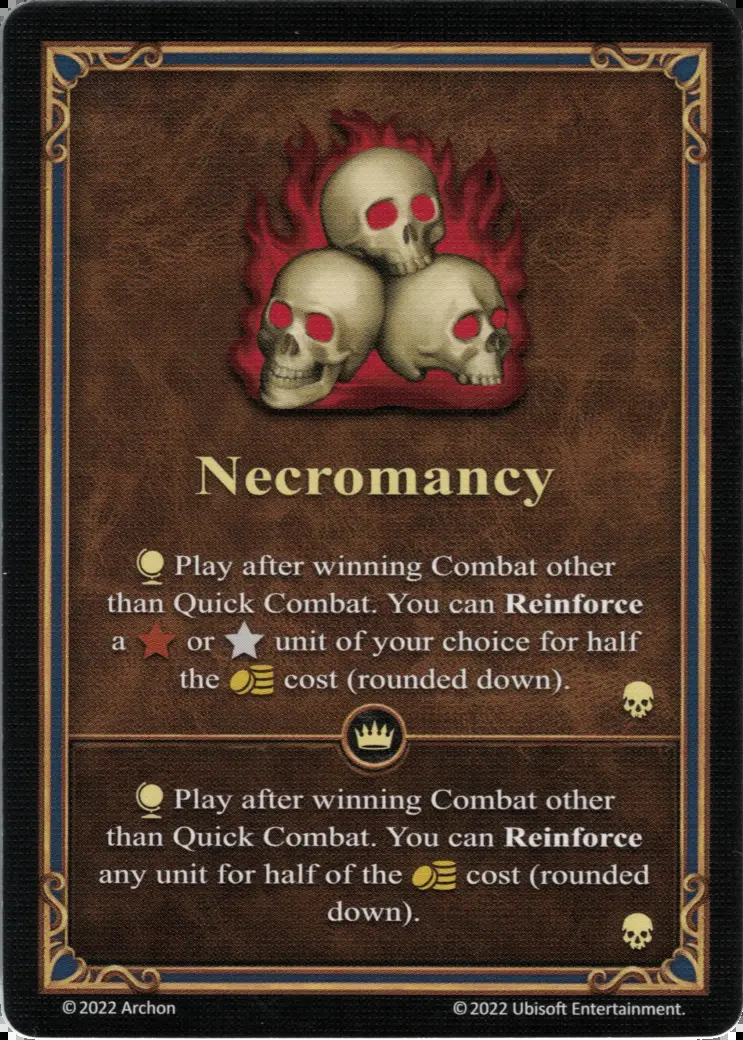 Necromancy
Play after winning Combat other
than Quick Combat. You can Reinforce
a or unit of your choice for half
the cost (rounded down).
Play after winning Combat other
than Quick Combat. You can Reinforce
any unit for half of the cost (rounded
down).
© 2022 Archon
© 2022 Ubisoft Entertainment.